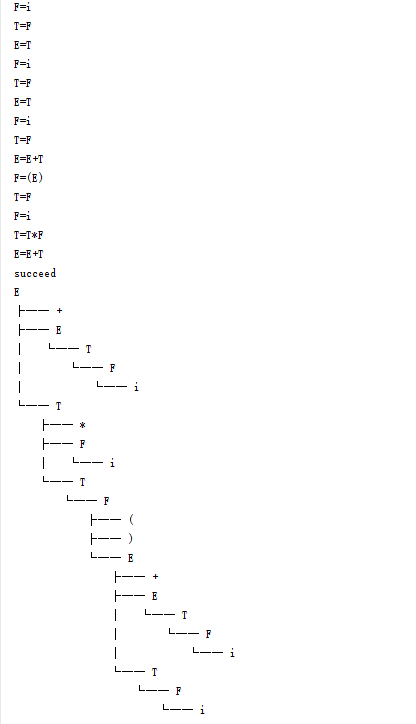 F=i
T=F
E=T
F=i
T=F
E=T
F=i
T=F
E=E+T
F=(E)
T=F
F=i
T=T*F
E=E+T
succeed
E
├── +
├── E
│   └── T
│       └── F
│           └── i
└── T
    ├── *
    ├── F
    │   └── i
    └── T
        └── F
            ├── (
            ├── )
            └── E
                ├── +
                ├── E
                │   └── T
                │       └── F
                │           └── i
                └── T
                    └── F
                        └── i